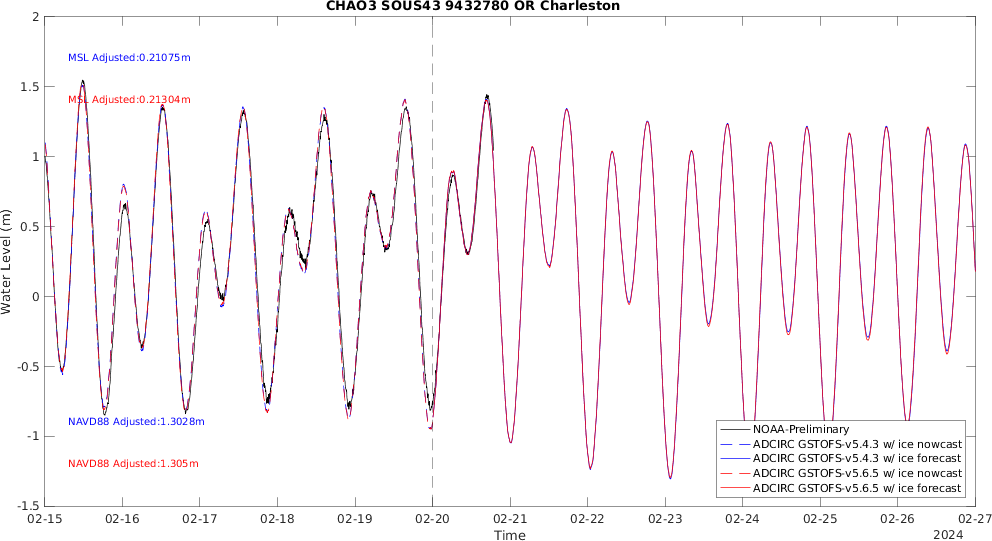 CHAO3 SOUS43 9432780 OR Charleston
2
1.5
1
0.5
0
-0.5
-1
-1.5
Water Level (m)
MSL Adjusted:0.21075m
MSL Adjusted:0.21304m
NAVD88 Adjusted:1.3028m
NAVD88 Adjusted:1.305m
NOAA-Preliminary
ADCIRC GSTOFS-v5.4.3 w/ ice nowcast
ADCIRC GSTOFS-v5.4.3 w/ ice forecast
ADCIRC GSTOFS-v5.6.5 w/ ice nowcast
ADCIRC GSTOFS-v5.6.5 w/ ice forecast
02-15 02-16 02-17 02-18 02-19 02-20 02-21 02-22 02-23 02-24 02-25 02-26 02-27
Time
2024